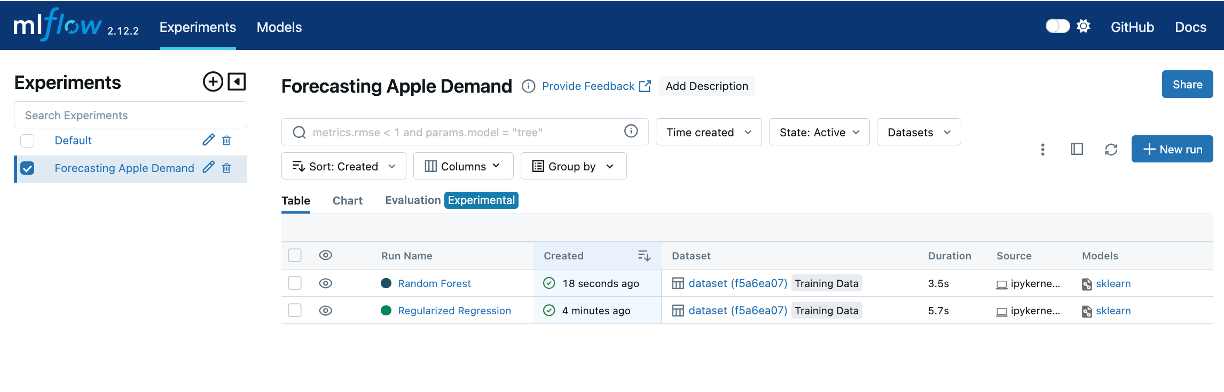 mlflow 2.12.2 Experiments Models GitHub Docs
Experiments
Search Experiments
Default
Forecasting Apple Demand
Forecasting Apple Demand Provide Feedback Add Description Share
metrics.rmse < 1 and params.model = "tree" Time created State: Active Datasets
New run
Sort: Created Columns Group by
Table Chart Evaluation Experimental
Run Name Created Dataset Duration Source Models
Random Forest 18 seconds ago dataset (f5a6ea07) Training Data 3.5s ipykerne... sklearn
Regularized Regression 4 minutes ago dataset (f5a6ea07) Training Data 5.7s ipykerne... sklearn